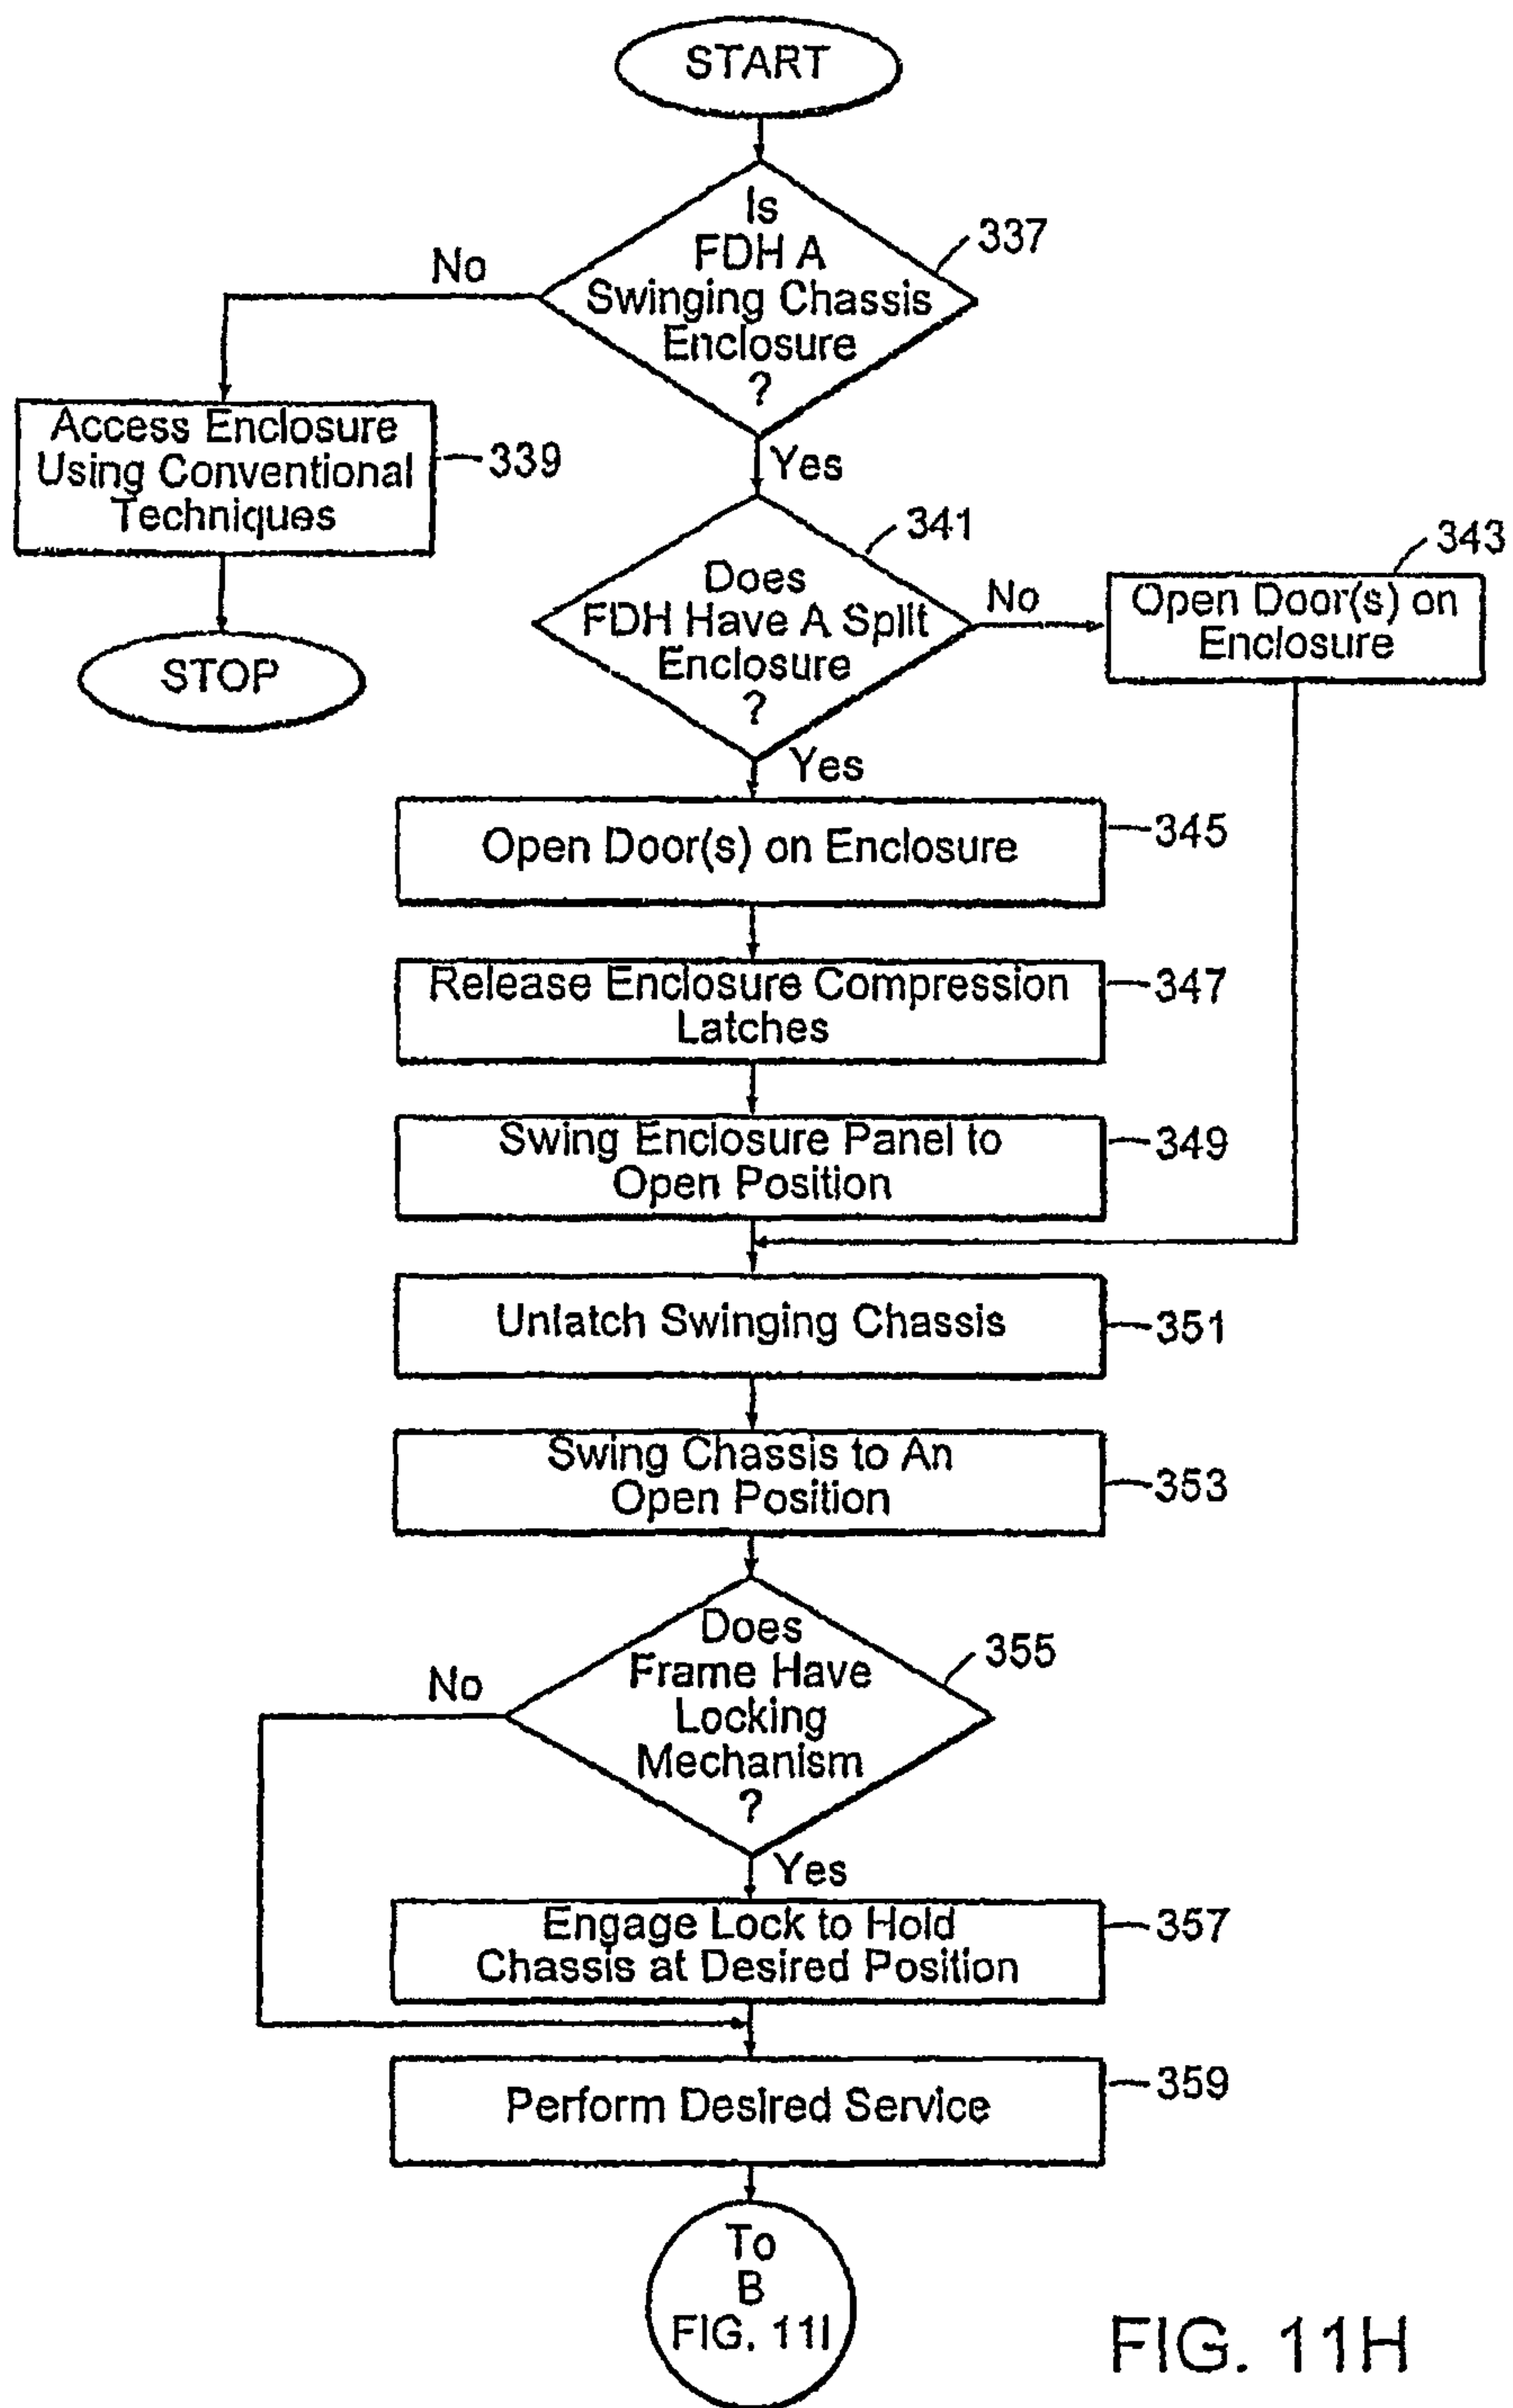 START
Is
FDH A
Swinging Chassis
Enclosure
?
337
No
Access Enclosure
Using Conventional
Techniques
339
STOP
Yes
341
Does
FDH Have A Split
Enclosure
?
No
343
Open Door(s) on
Enclosure
Yes
Open Door(s) on Enclosure
345
Release Enclosure Compression
Latches
347
Swing Enclosure Panel to
Open Position
349
Unlatch Swinging Chassis
351
Swing Chassis to An
Open Position
353
Does
Frame Have
Locking
Mechanism
?
355
No
Yes
Engage Lock to Hold
Chassis at Desired Position
357
Perform Desired Service
359
To
B
FIG. 11I
FIG. 11H